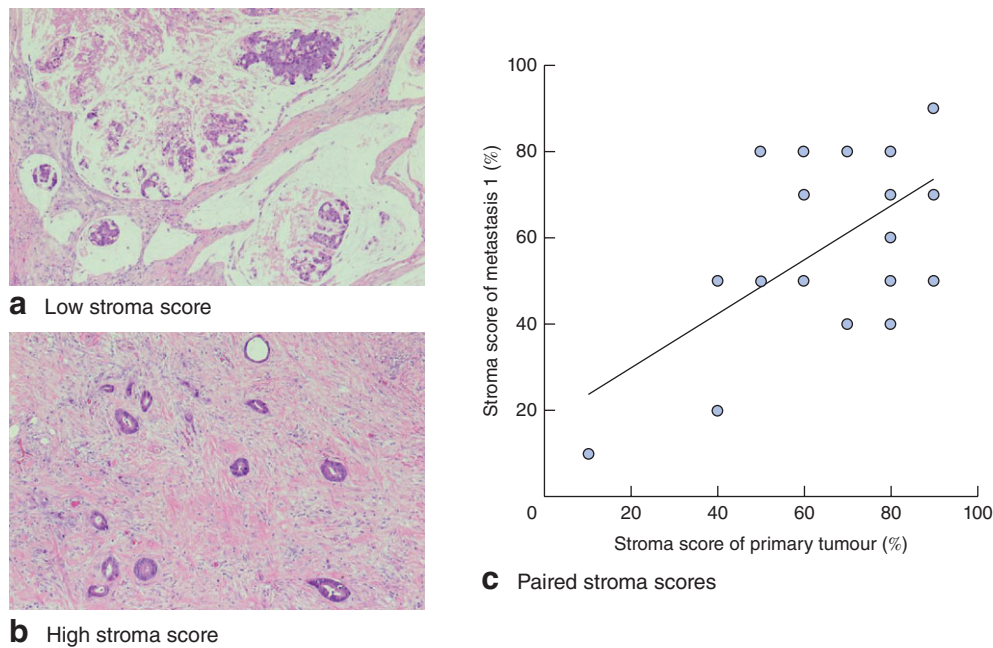 a Low stroma score
b High stroma score
Stroma score of metastasis 1 (%)
100
80
60
40
20
0 20 40 60 80 100
Stroma score of primary tumour (%)
c Paired stroma scores